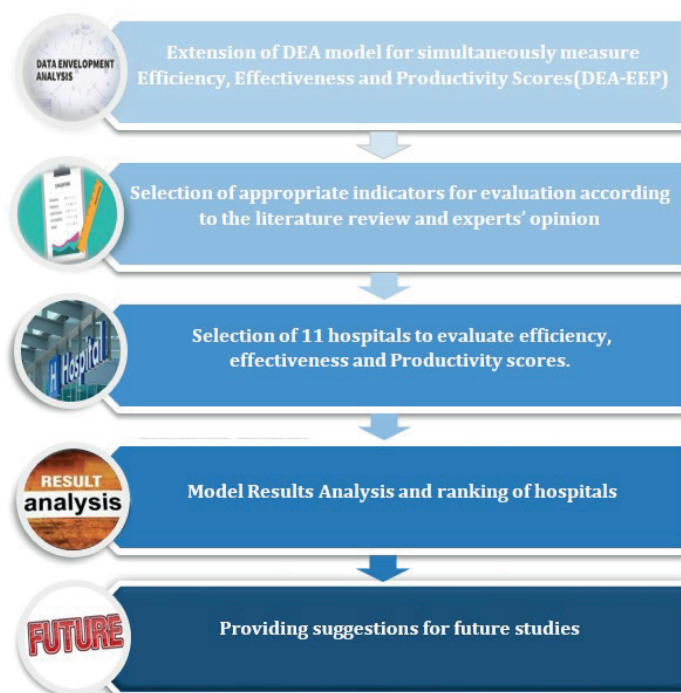 DATA ENVELOPMENT
ANALYSIS
Extension of DEA model for simultaneously measure
Efficiency, Effectiveness and Productivity Scores(DEA-EEP)
Selection of appropriate indicators for evaluation according
to the literature review and experts’ opinion
H Hospital
Selection of 11 hospitals to evaluate efficiency,
effectiveness and Productivity scores.
RESULT
analysis
Model Results Analysis and ranking of hospitals
FUTURE
Providing suggestions for future studies